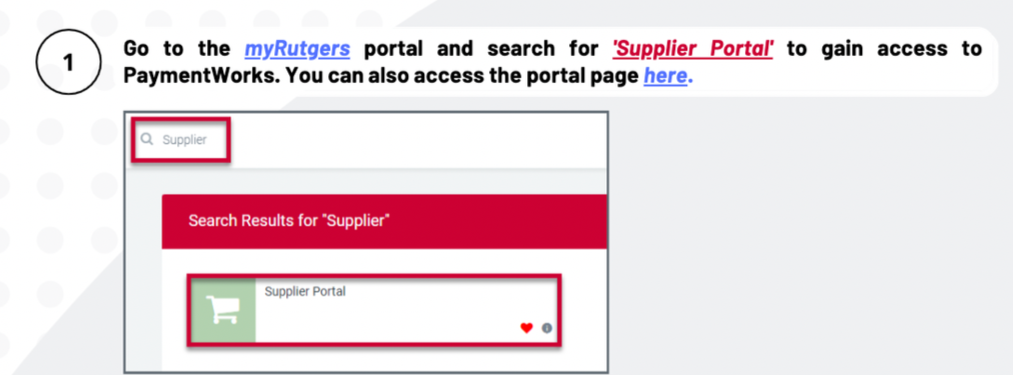 1
Go to the myRutgers portal and search for 'Supplier Portal' to gain access to
PaymentWorks. You can also access the portal page here.
Supplier
Search Results for "Supplier"
Supplier Portal